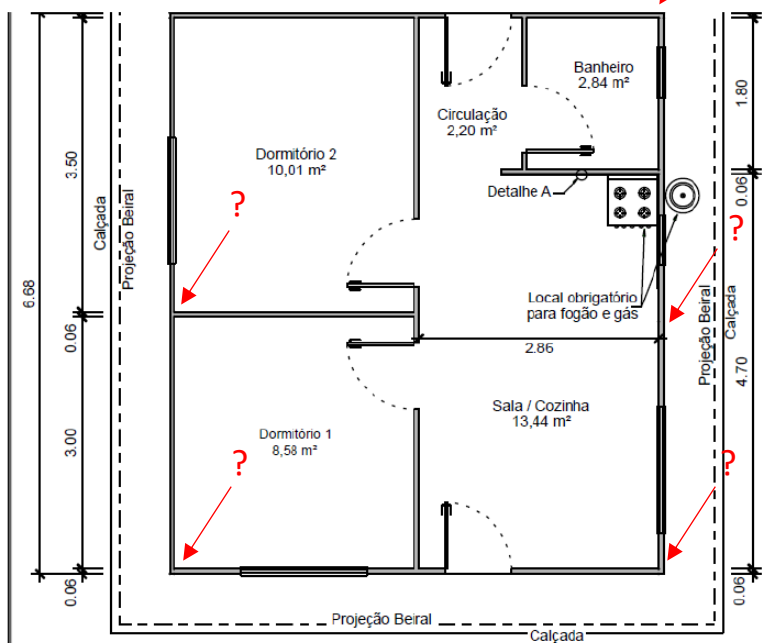 Banheiro
2,84 m²
Circulação
2,20 m²
1.80
Dormitório 2
10,01 m²
3.50
Detalhe A
0.06
?
?
Calçada
Projeção Beiral
6.68
Local obrigatório
para fogão e gás
Projeção Beiral
Calçada
0.06
2.86
4.70
Sala / Cozinha
13,44 m²
Dormitório 1
8,58 m²
3.00
?
?
0.06
0.06
Projeção Beiral
Calçada